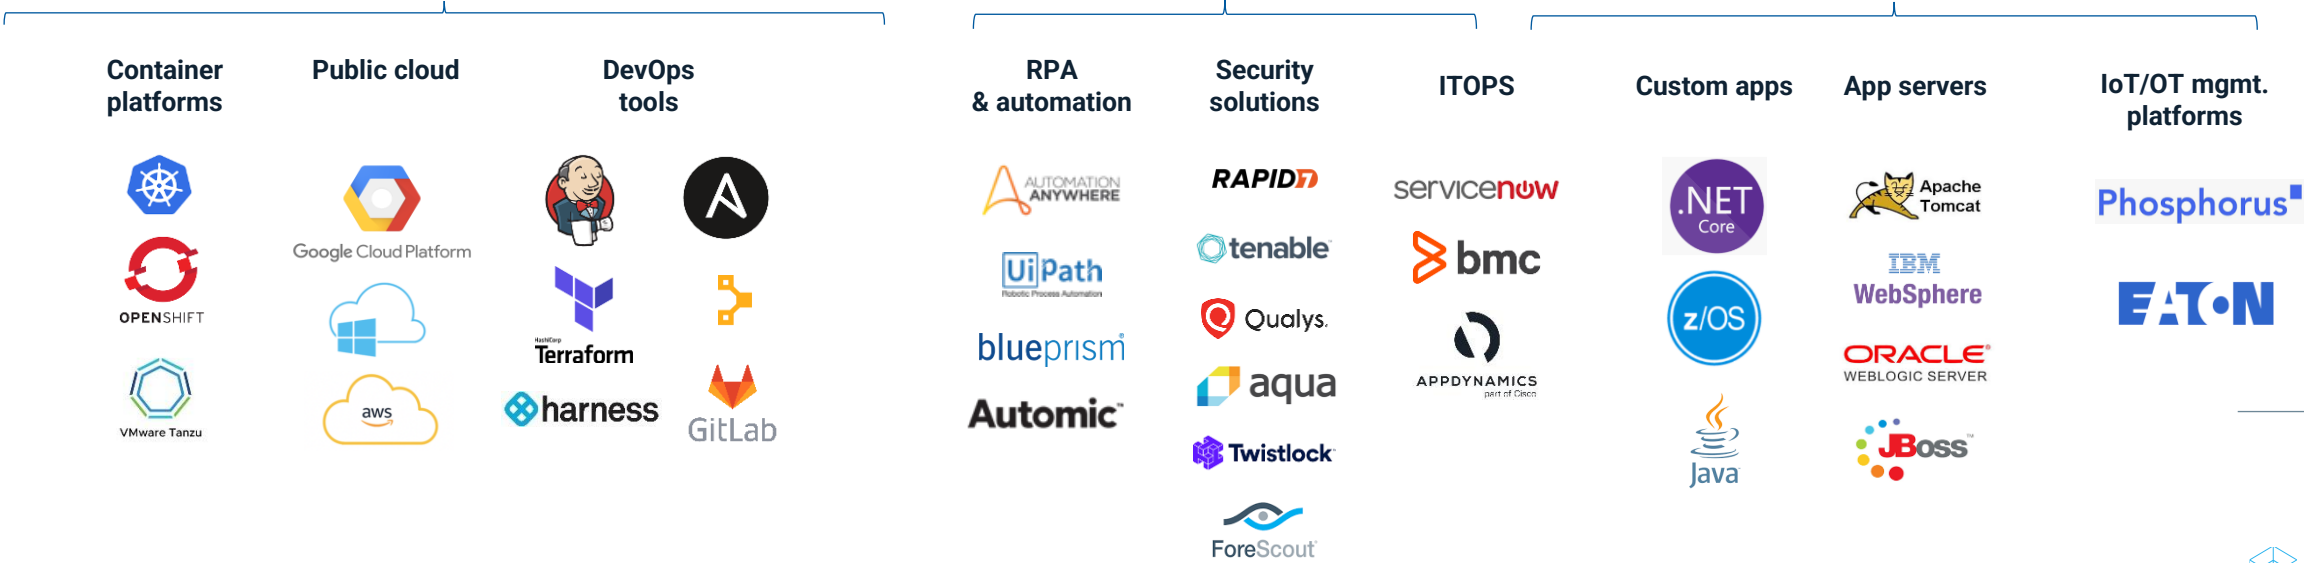 Container
platforms
Public cloud
DevOps
tools
RPA
& automation
Security
solutions
ITOPS
Custom apps
App servers
IoT/OT mgmt.
platforms
OPENSHIFT
VMware Tanzu
Google Cloud Platform
aws
HashiCorp
Terraform
harness
GitLab
AUTOMATION
ANYWHERE
UiPath
Robotic Process Automation
blueprism
Automic™
RAPID7
tenable
Qualys.
aqua
Twistlock
ForeScout
servicenow
bmc
APPDYNAMICS
part of Cisco
.NET
Core
z/OS
Java
Apache
Tomcat
IBM
WebSphere
ORACLE®
WEBLOGIC SERVER
JBoss™
Phosphorus
EATON